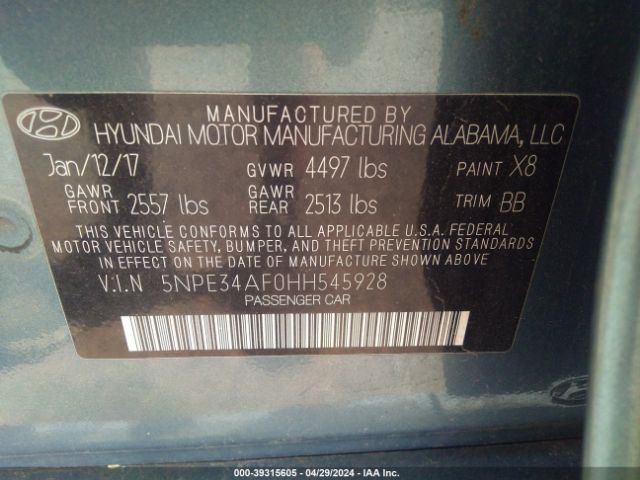 MANUFACTURED BY
HYUNDAI MOTOR MANUFACTURING ALABAMA, LLC
Jan/12/17 GVWR 4497 lbs PAINT X8
GAWR FRONT 2557 lbs GAWR REAR 2513 lbs TRIM BB
THIS VEHICLE CONFORMS TO ALL APPLICABLE U.S.A. FEDERAL
MOTOR VEHICLE SAFETY, BUMPER, AND THEFT PREVENTION STANDARDS
IN EFFECT ON THE DATE OF MANUFACTURE SHOWN ABOVE.
V.I.N 5NPE34AF0HH545928
PASSENGER CAR
000-39315605 - 04/29/2024 - IAA Inc.